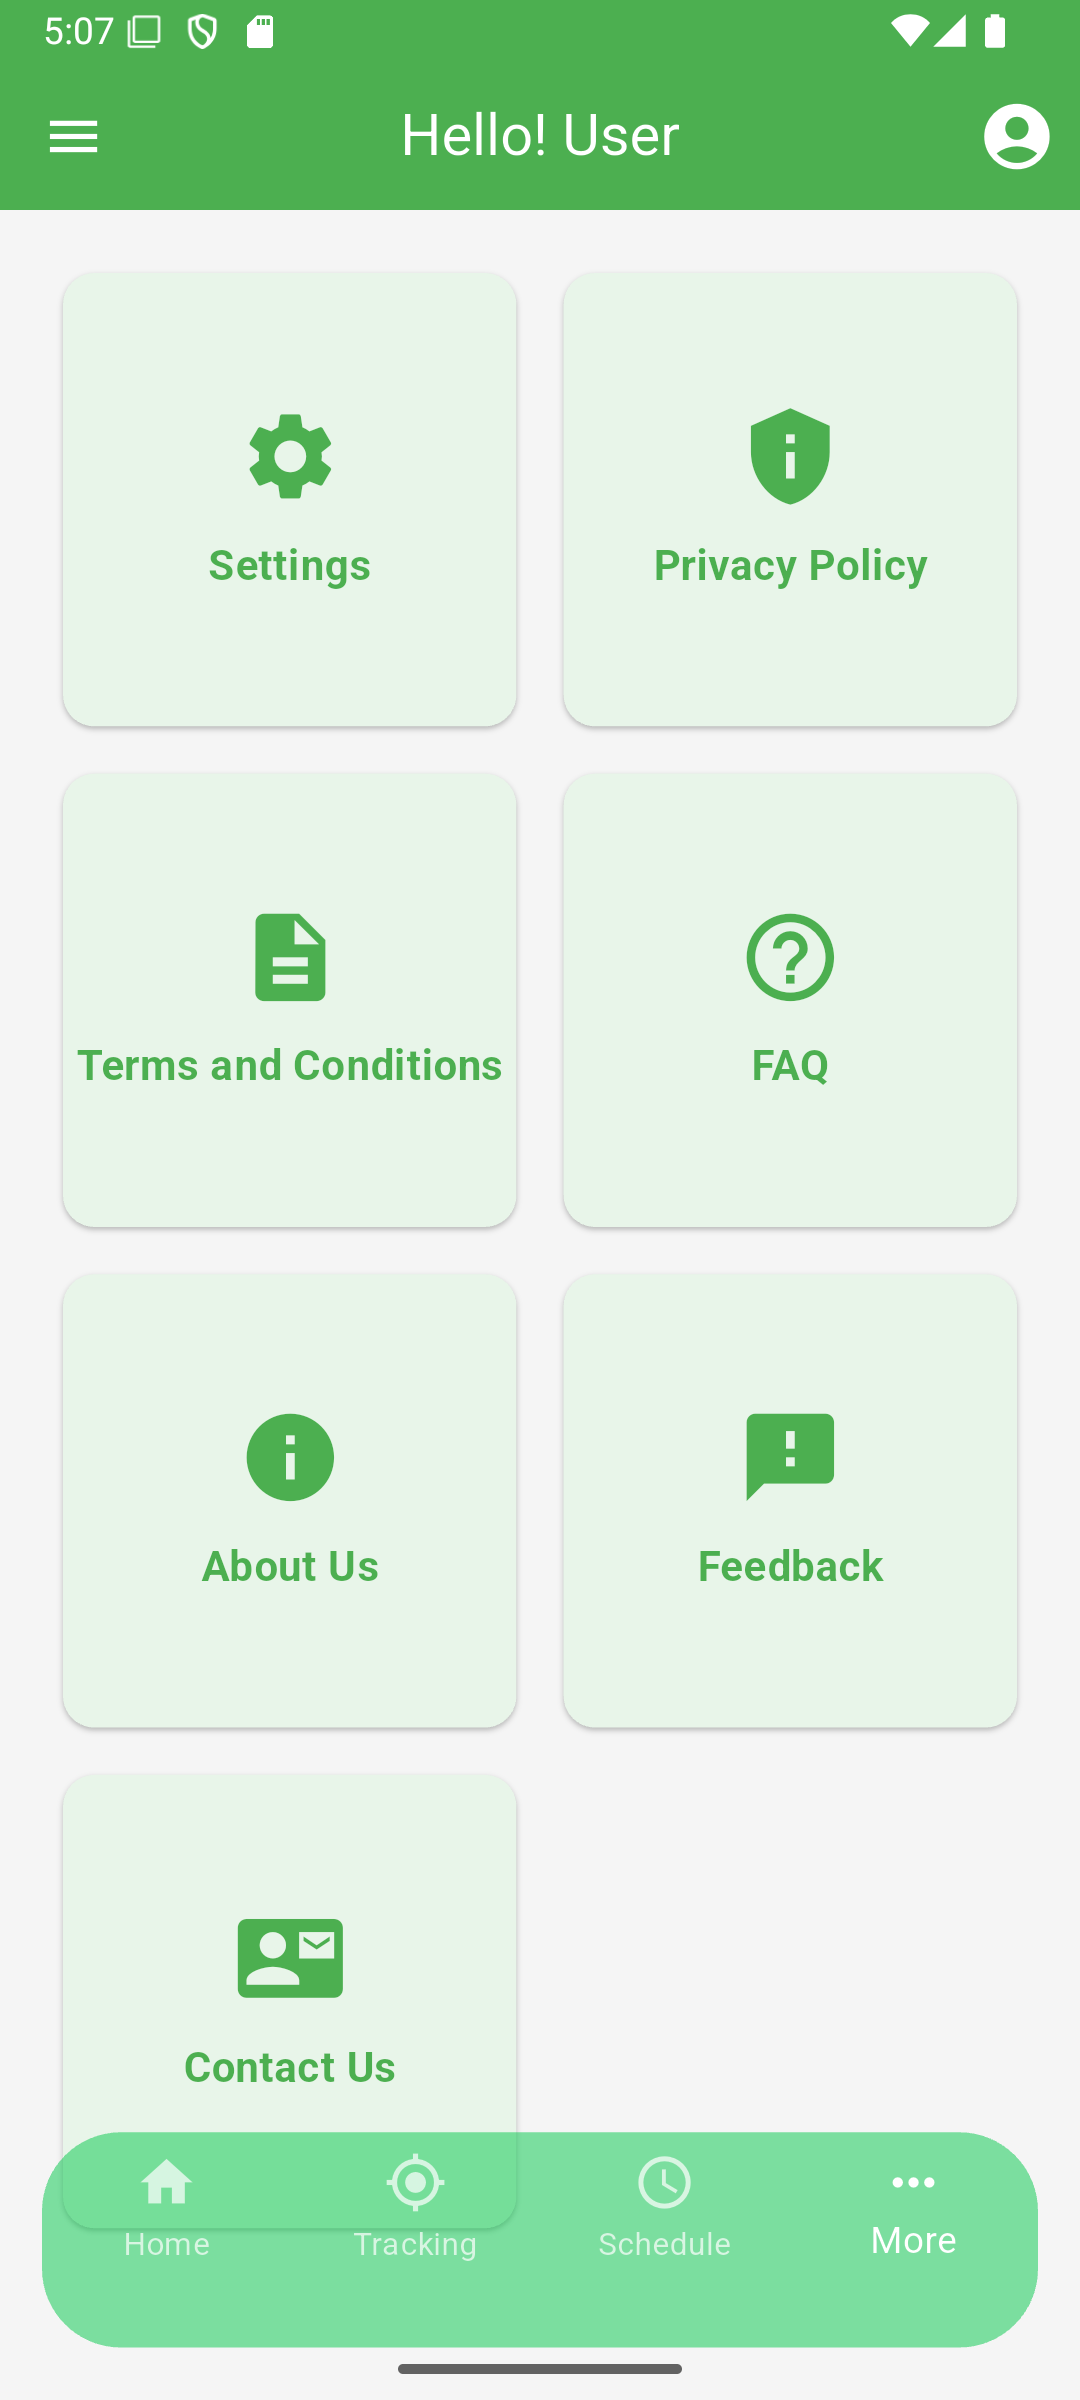 5:07
Hello! User
Settings
Privacy Policy
Terms and Conditions
FAQ
About Us
Feedback
Contact Us
Home
Tracking
Schedule
More